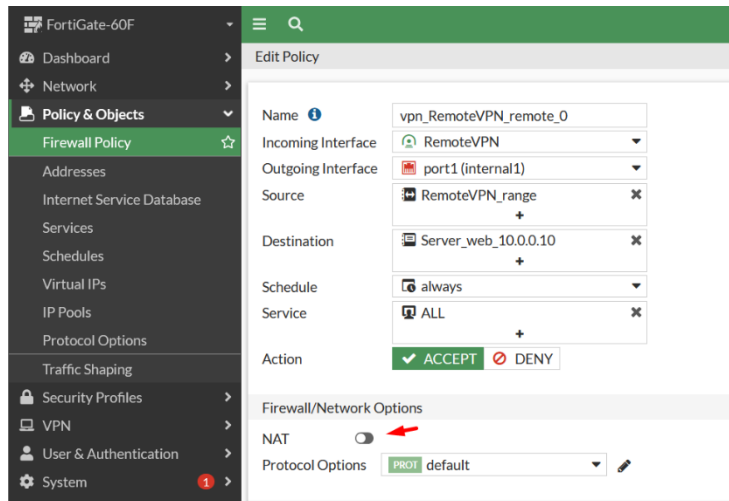 FortiGate-60F
Dashboard
Edit Policy
Network
Policy & Objects
Name
vpn_RemoteVPN_remote_0
Firewall Policy
Incoming Interface
RemoteVPN
Addresses
Outgoing Interface
port1 (internal1)
Internet Service Database
Source
RemoteVPN_range
+
Services
Destination
Server_web_10.0.0.10
+
Schedules
Schedule
always
Virtual IPs
Service
ALL
+
IP Pools
Protocol Options
Action
ACCEPT
DENY
Traffic Shaping
Security Profiles
Firewall/Network Options
VPN
NAT
User & Authentication
Protocol Options
PROT default
System
1